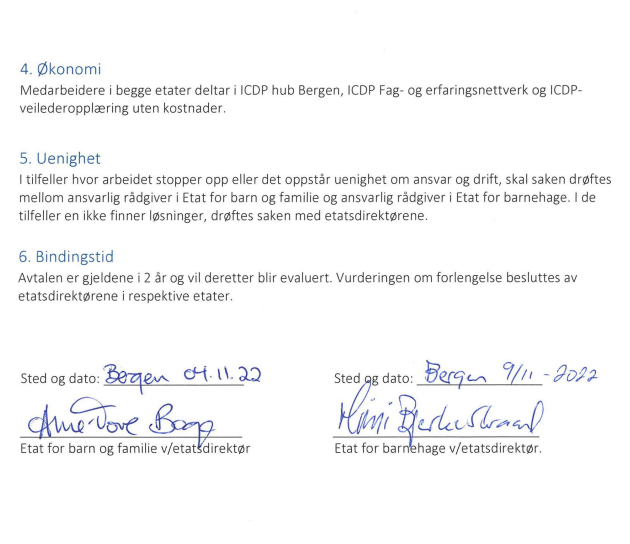 4. Økonomi
Medarbeidere i begge etater deltar i ICDP hub Bergen, ICDP Fag- og erfaringsnettverk og ICDP-
veilederopplæring uten kostnader.
5. Uenighet
I tilfeller hvor arbeidet stopper opp eller det oppstår uenighet om ansvar og drift, skal saken drøftes
mellom ansvarlig rådgiver i Etat for barn og familie og ansvarlig rådgiver i Etat for barnehage. I de
tilfeller en ikke finner løsninger, drøftes saken med etatsdirektørene.
6. Bindingstid
Avtalen er gjeldene i 2 år og vil deretter blir evaluert. Vurderingen om forlengelse besluttes av
etatsdirektørene i respektive etater.
Sted og dato: Bergen 04.11.22
Sted og dato: Bergen 9/11-2022
Etat for barn og familie v/etatsdirektør
Etat for barnehage v/etatsdirektør.